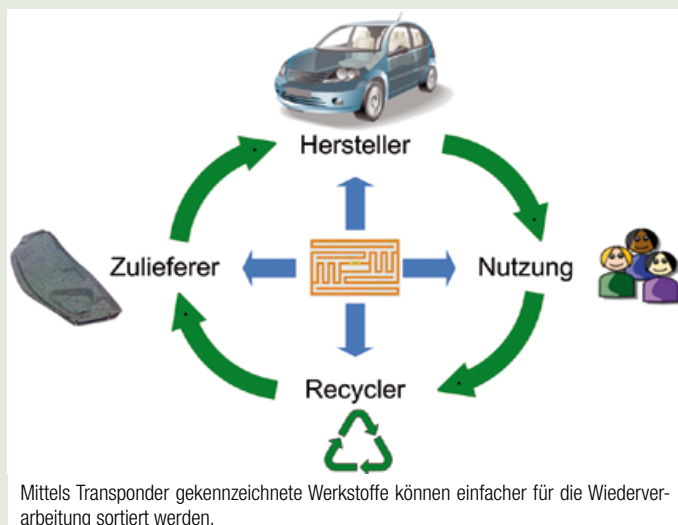 Hersteller
Zulieferer
Nutzung
Recycler
Mittels Transponder gekennzeichnete Werkstoffe können einfacher für die Wiederver-
arbeitung sortiert werden.